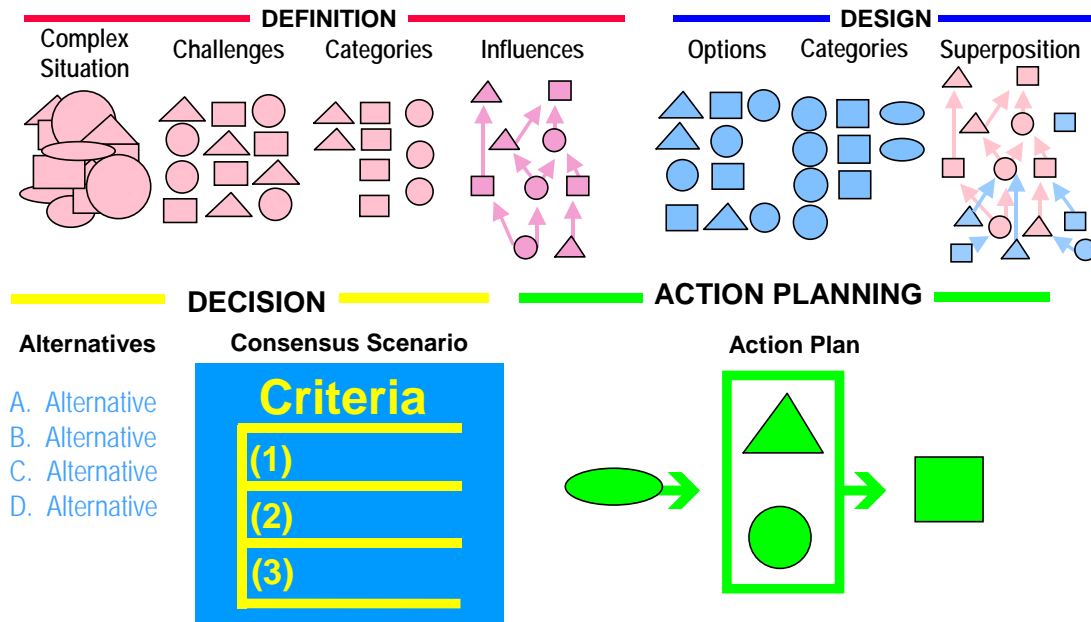 DEFINITION
Complex
Situation
Challenges
Categories
Influences
DESIGN
Options
Categories
Superposition
DECISION
Alternatives
A. Alternative
B. Alternative
C. Alternative
D. Alternative
Consensus Scenario
Criteria
(1)
(2)
(3)
ACTION PLANNING
Action Plan